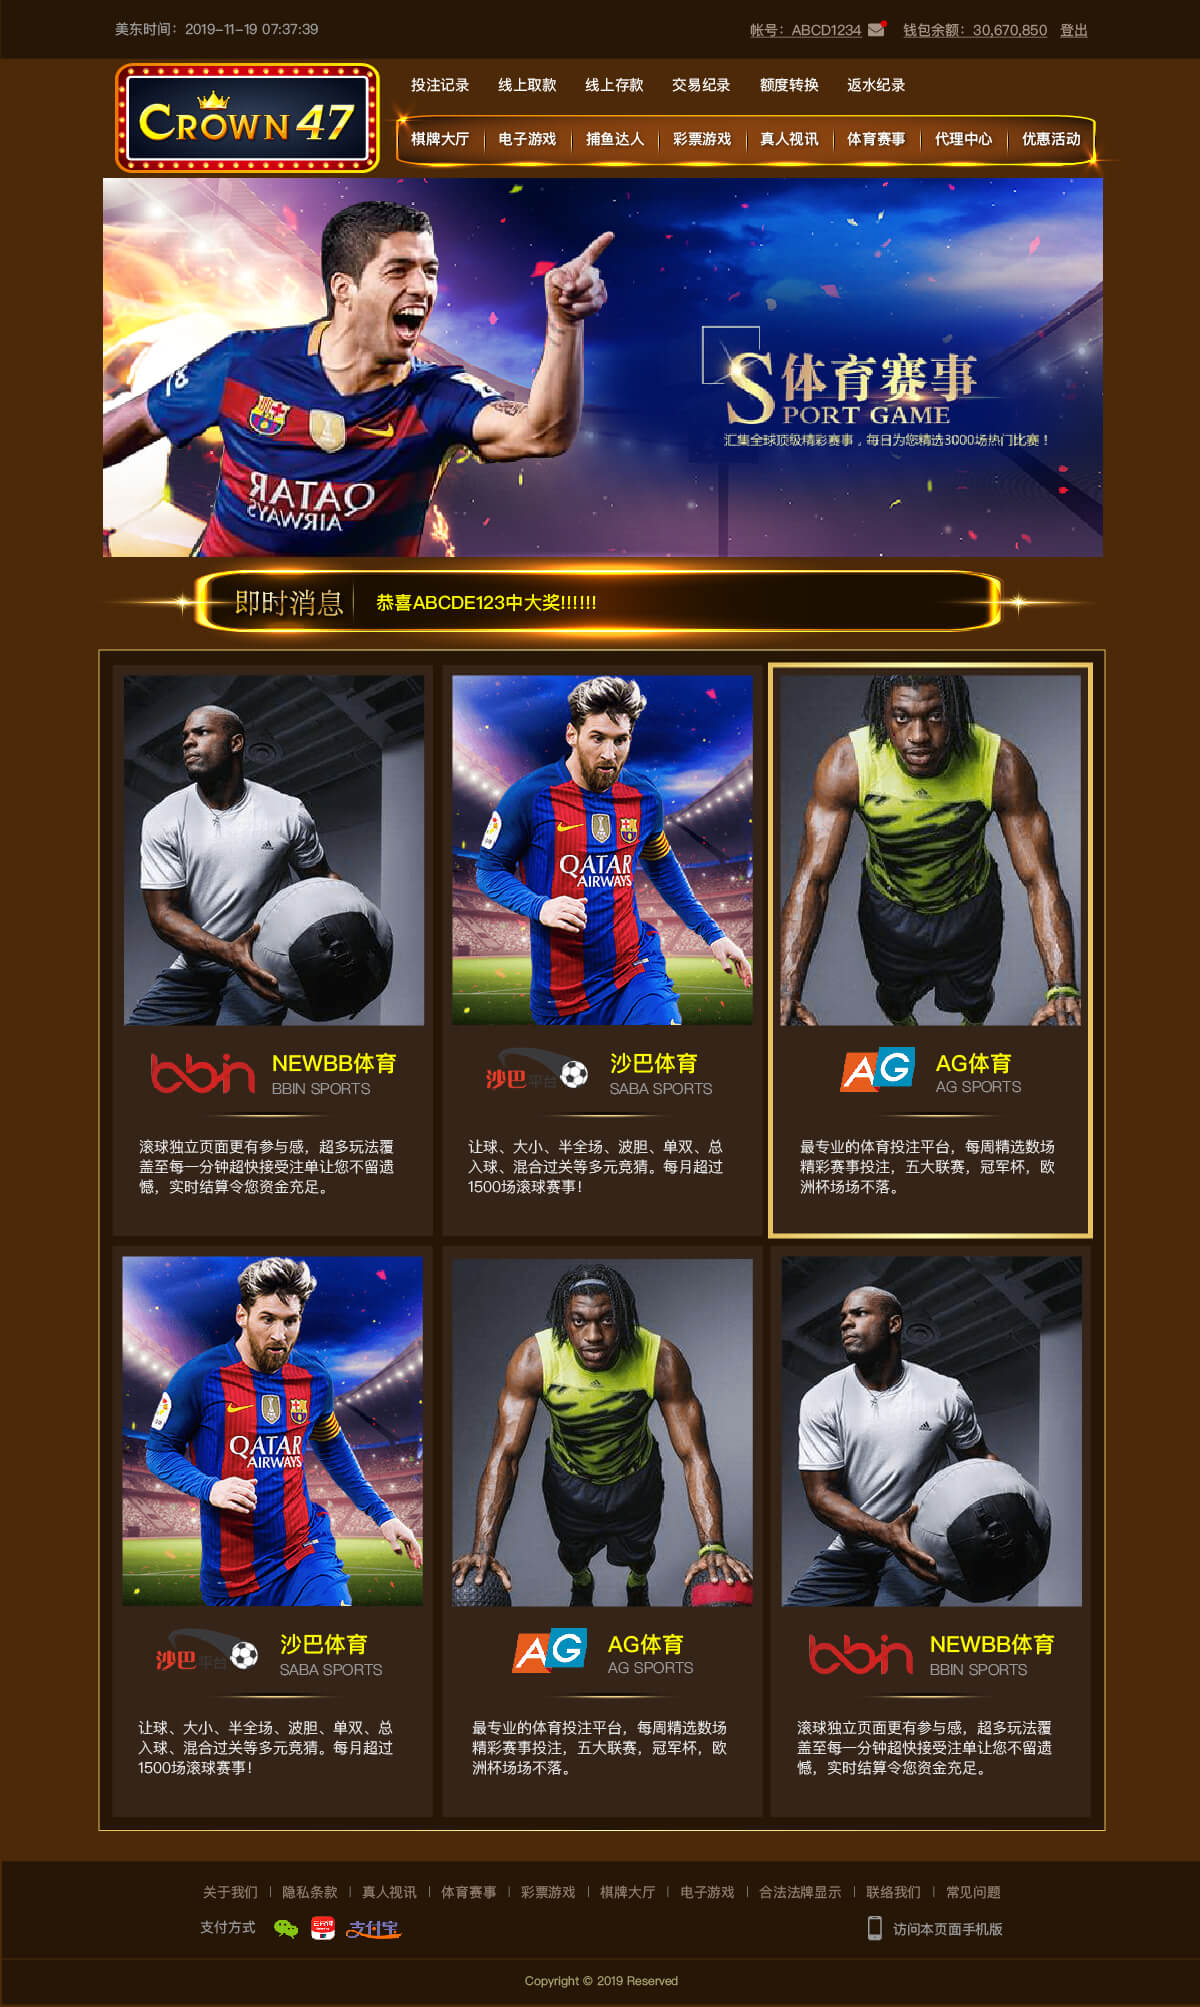 美东时间：2019-11-19 07:37:39
帐号：ABCD1234 钱包余额：30,670,850 登出
CROWN 47
投注记录 线上取款 线上存款 交易纪录 额度转换 返水纪录
棋牌大厅 电子游戏 捕鱼达人 彩票游戏 真人视讯 体育赛事 代理中心 优惠活动
QATAR
AIRWAYS
体育赛事
SPORT GAME
汇集全球顶级精彩赛事，每日为您精选3000场热门比赛！
即时消息 恭喜ABCDE123中大奖!!!!!!
QATAR
AIRWAYS
bbin NEWBB体育
BBIN SPORTS
滚球独立页面更有参与感，超多玩法覆
盖至每一分钟超快接受注单让您不留遗
憾，实时结算令您资金充足。
沙巴平台 沙巴体育
SABA SPORTS
让球、大小、半全场、波胆、单双、总
入球、混合过关等多元竞猜。每月超过
1500场滚球赛事！
AG AG体育
AG SPORTS
最专业的体育投注平台，每周精选数场
精彩赛事投注，五大联赛，冠军杯，欧
洲杯场场不落。
QATAR
AIRWAYS
沙巴平台 沙巴体育
SABA SPORTS
让球、大小、半全场、波胆、单双、总
入球、混合过关等多元竞猜。每月超过
1500场滚球赛事！
AG AG体育
AG SPORTS
最专业的体育投注平台，每周精选数场
精彩赛事投注，五大联赛，冠军杯，欧
洲杯场场不落。
bbin NEWBB体育
BBIN SPORTS
滚球独立页面更有参与感，超多玩法覆
盖至每一分钟超快接受注单让您不留遗
憾，实时结算令您资金充足。
关于我们 | 隐私条款 | 真人视讯 | 体育赛事 | 彩票游戏 | 棋牌大厅 | 电子游戏 | 合法法牌显示 | 联络我们 | 常见问题
支付方式 支付宝 访问本页面手机版
Copyright © 2019 Reserved